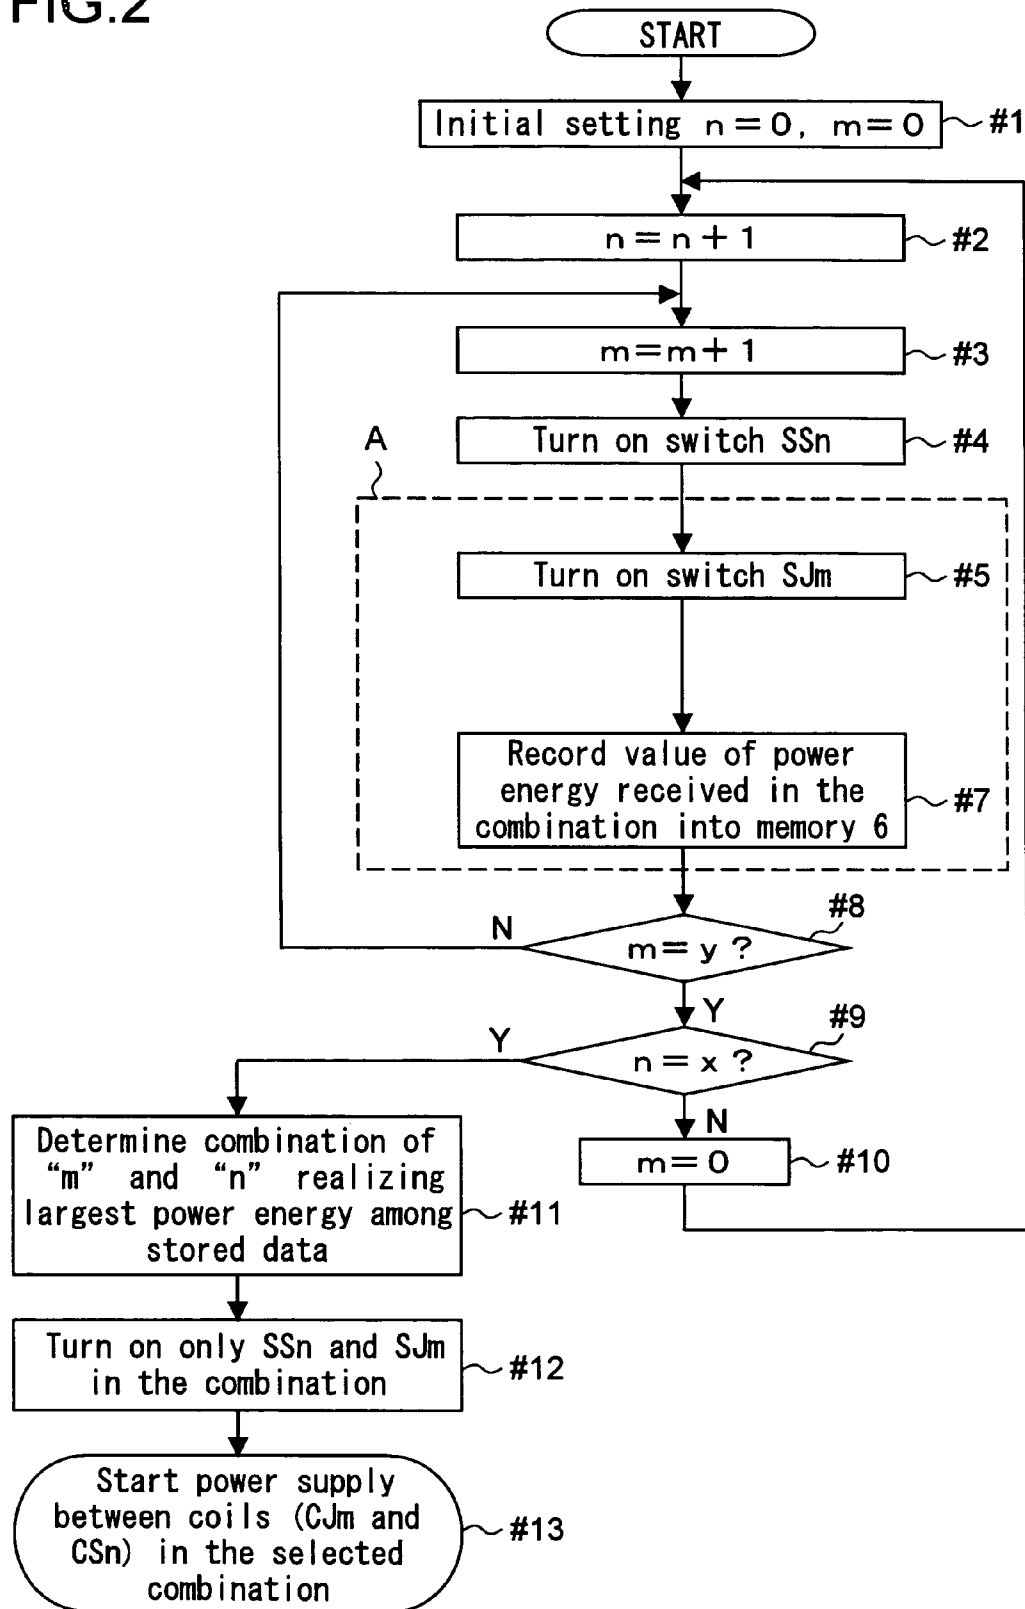 FIG.2
START
Initial setting n=0, m=0
#1
n=n+1
#2
m=m+1
#3
Turn on switch SSn
#4
A
Turn on switch SJm
#5
Record value of power
energy received in the
combination into memory 6
#7
m=y ?
#8
N
Y
n=x ?
#9
Y
N
m=0
#10
Determine combination of
“m” and “n” realizing
largest power energy among
stored data
#11
Turn on only SSn and SJm
in the combination
#12
Start power supply
between coils (CJm and
CSn) in the selected
combination
#13